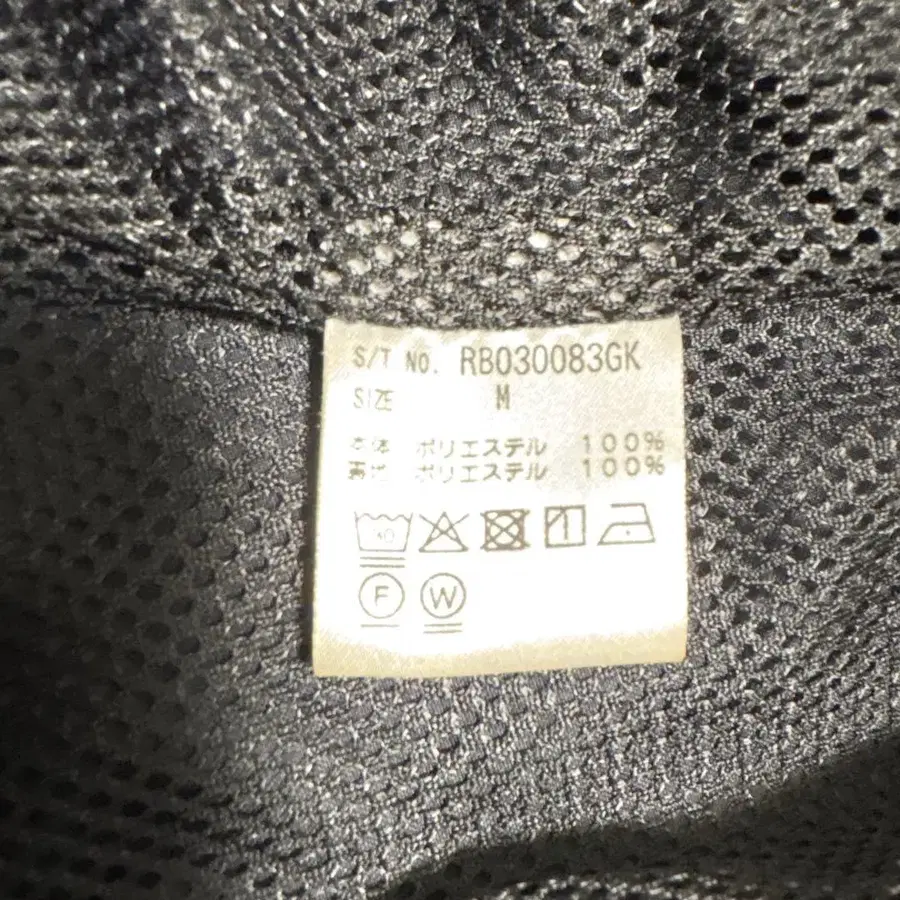 S/T NO. RB030083GK
SIZE M
本体 ポリエステル 100%
裏地 ポリエステル 100%
30
F W